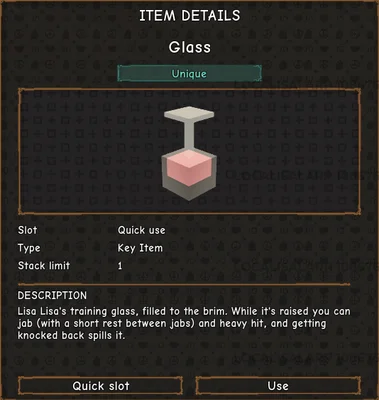 ITEM DETAILS
Glass
Unique
Slot Quick use
Type Key Item
Stack limit 1
DESCRIPTION
Lisa Lisa's training glass, filled to the brim. While it's raised you can
jab (with a short rest between jabs) and heavy hit, and getting
knocked back spills it.
Quick slot Use